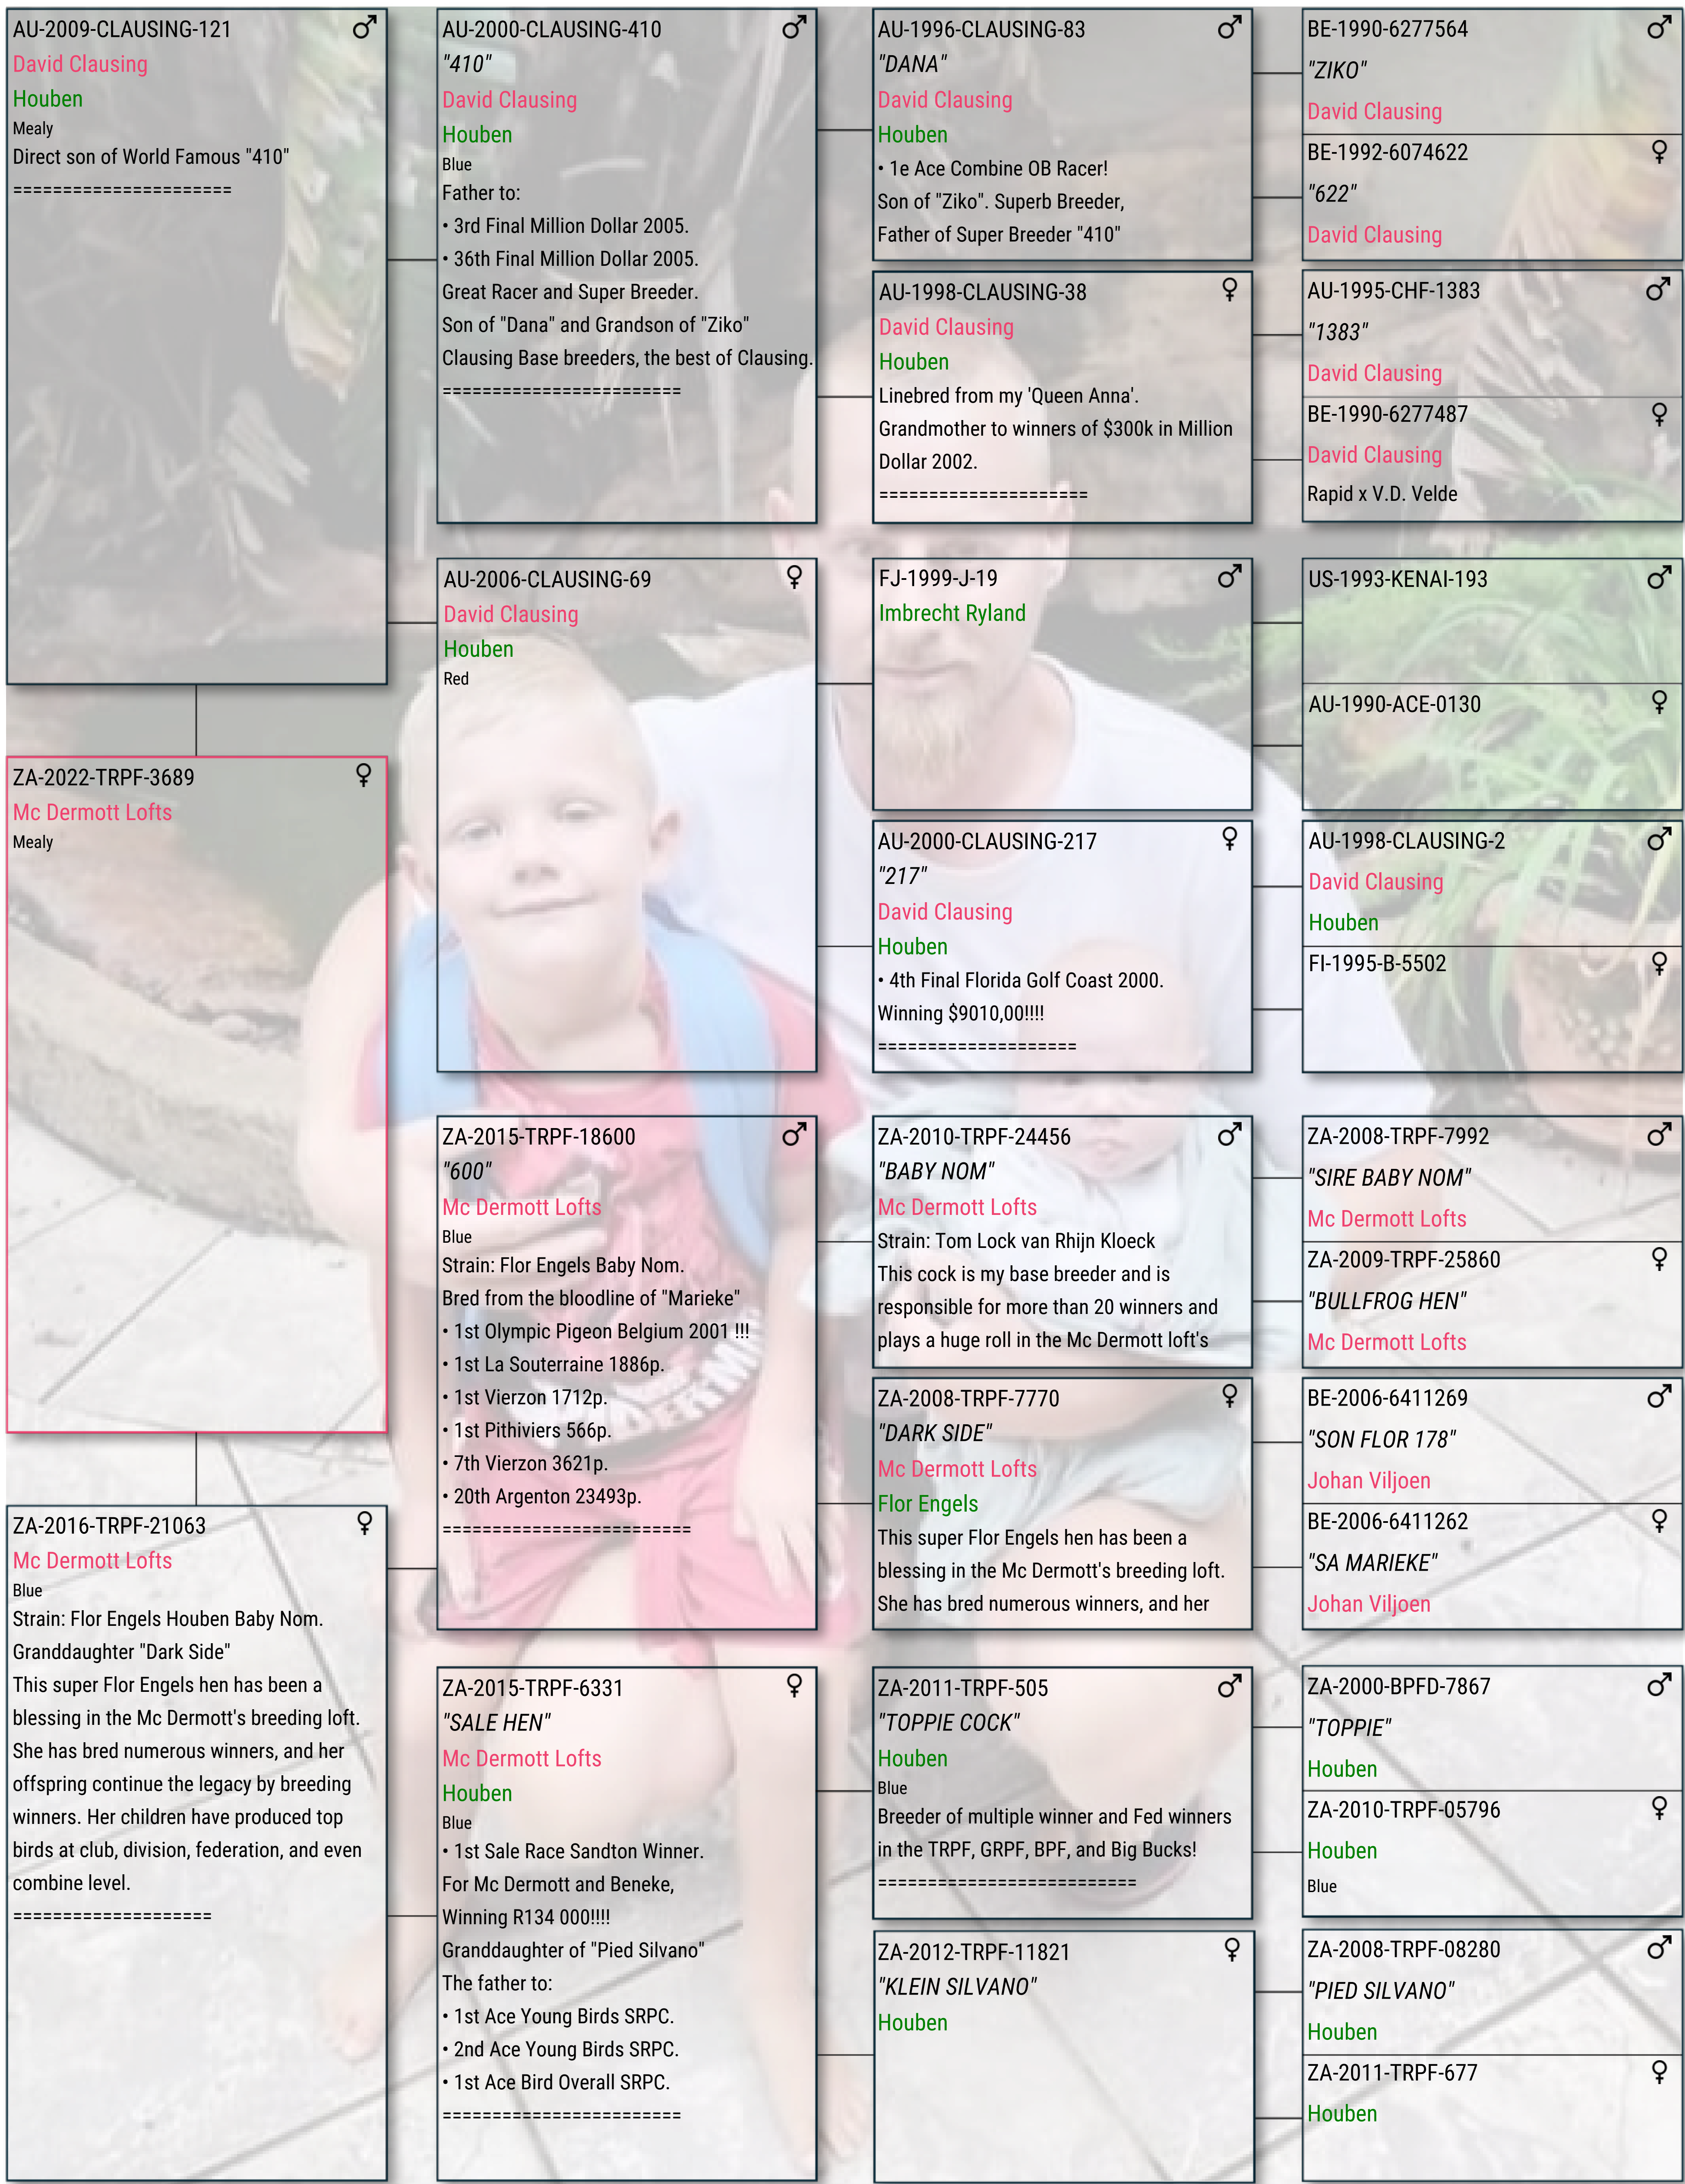 AU-2009-CLAUSING-121 ♂
David Clausing
Houben
Mealy
Direct son of World Famous "410"
======================
ZA-2022-TRPF-3689 ♀
Mc Dermott Lofts
Mealy
ZA-2016-TRPF-21063 ♀
Mc Dermott Lofts
Blue
Strain: Flor Engels Houben Baby Nom.
Granddaughter "Dark Side"
This super Flor Engels hen has been a
blessing in the Mc Dermott's breeding loft.
She has bred numerous winners, and her
offspring continue the legacy by breeding
winners. Her children have produced top
birds at club, division, federation, and even
combine level.
====================
AU-2000-CLAUSING-410 ♂
"410"
David Clausing
Houben
Blue
Father to:
• 3rd Final Million Dollar 2005.
• 36th Final Million Dollar 2005.
Great Racer and Super Breeder.
Son of "Dana" and Grandson of "Ziko"
Clausing Base breeders, the best of Clausing.
========================
AU-2006-CLAUSING-69 ♀
David Clausing
Houben
Red
ZA-2015-TRPF-18600 ♂
"600"
Mc Dermott Lofts
Blue
Strain: Flor Engels Baby Nom.
Bred from the bloodline of "Marieke"
• 1st Olympic Pigeon Belgium 2001 !!!
• 1st La Souterraine 1886p.
• 1st Vierzon 1712p.
• 1st Pithiviers 566p.
• 7th Vierzon 3621p.
• 20th Argenton 23493p.
=========================
ZA-2015-TRPF-6331 ♀
"SALE HEN"
Mc Dermott Lofts
Houben
Blue
• 1st Sale Race Sandton Winner.
For Mc Dermott and Beneke,
Winning R134 000!!!!
Granddaughter of "Pied Silvano"
The father to:
• 1st Ace Young Birds SRPC.
• 2nd Ace Young Birds SRPC.
• 1st Ace Bird Overall SRPC.
========================
AU-1996-CLAUSING-83 ♂
"DANA"
David Clausing
Houben
• 1e Ace Combine OB Racer!
Son of "Ziko". Superb Breeder,
Father of Super Breeder "410"
AU-1998-CLAUSING-38 ♀
David Clausing
Houben
Linebred from my 'Queen Anna'.
Grandmother to winners of $300k in Million
Dollar 2002.
=====================
FJ-1999-J-19 ♂
Imbrecht Ryland
AU-2000-CLAUSING-217 ♀
"217"
David Clausing
Houben
• 4th Final Florida Golf Coast 2000.
Winning $9010,00!!!!
====================
ZA-2010-TRPF-24456 ♂
"BABY NOM"
Mc Dermott Lofts
Strain: Tom Lock van Rhijn Kloeck
This cock is my base breeder and is
responsible for more than 20 winners and
plays a huge roll in the Mc Dermott loft's
ZA-2008-TRPF-7770 ♀
"DARK SIDE"
Mc Dermott Lofts
Flor Engels
This super Flor Engels hen has been a
blessing in the Mc Dermott's breeding loft.
She has bred numerous winners, and her
ZA-2011-TRPF-505 ♂
"TOPPIE COCK"
Houben
Blue
Breeder of multiple winner and Fed winners
in the TRPF, GRPF, BPF, and Big Bucks!
==========================
ZA-2012-TRPF-11821 ♀
"KLEIN SILVANO"
Houben
BE-1990-6277564 ♂
"ZIKO"
David Clausing
BE-1992-6074622 ♀
"622"
David Clausing
AU-1995-CHF-1383 ♂
"1383"
David Clausing
BE-1990-6277487 ♀
David Clausing
Rapid x V.D. Velde
US-1993-KENAI-193 ♂
AU-1990-ACE-0130 ♀
AU-1998-CLAUSING-2 ♂
David Clausing
Houben
FI-1995-B-5502 ♀
ZA-2008-TRPF-7992 ♂
"SIRE BABY NOM"
Mc Dermott Lofts
ZA-2009-TRPF-25860 ♀
"BULLFROG HEN"
Mc Dermott Lofts
BE-2006-6411269 ♂
"SON FLOR 178"
Johan Viljoen
BE-2006-6411262 ♀
"SA MARIEKE"
Johan Viljoen
ZA-2000-BPFD-7867 ♂
"TOPPIE"
Houben
ZA-2010-TRPF-05796 ♀
Houben
Blue
ZA-2008-TRPF-08280 ♂
"PIED SILVANO"
Houben
ZA-2011-TRPF-677 ♀
Houben